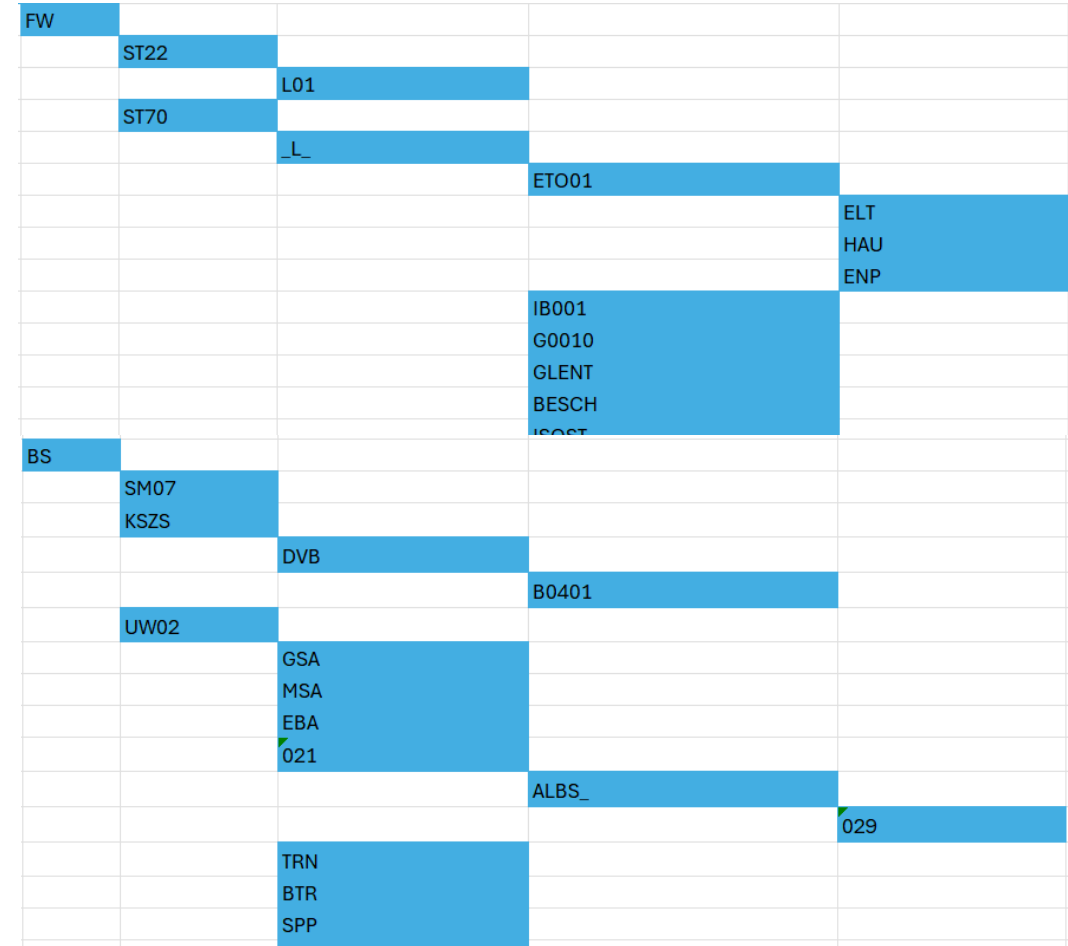 FW
ST22
L01
ST70
_L_
ETO01
ELT
HAU
ENP
IB001
G0010
GLENT
BESCH
BS
SM07
KSZS
DVB
B0401
UW02
GSA
MSA
EBA
021
ALBS_
029
TRN
BTR
SPP